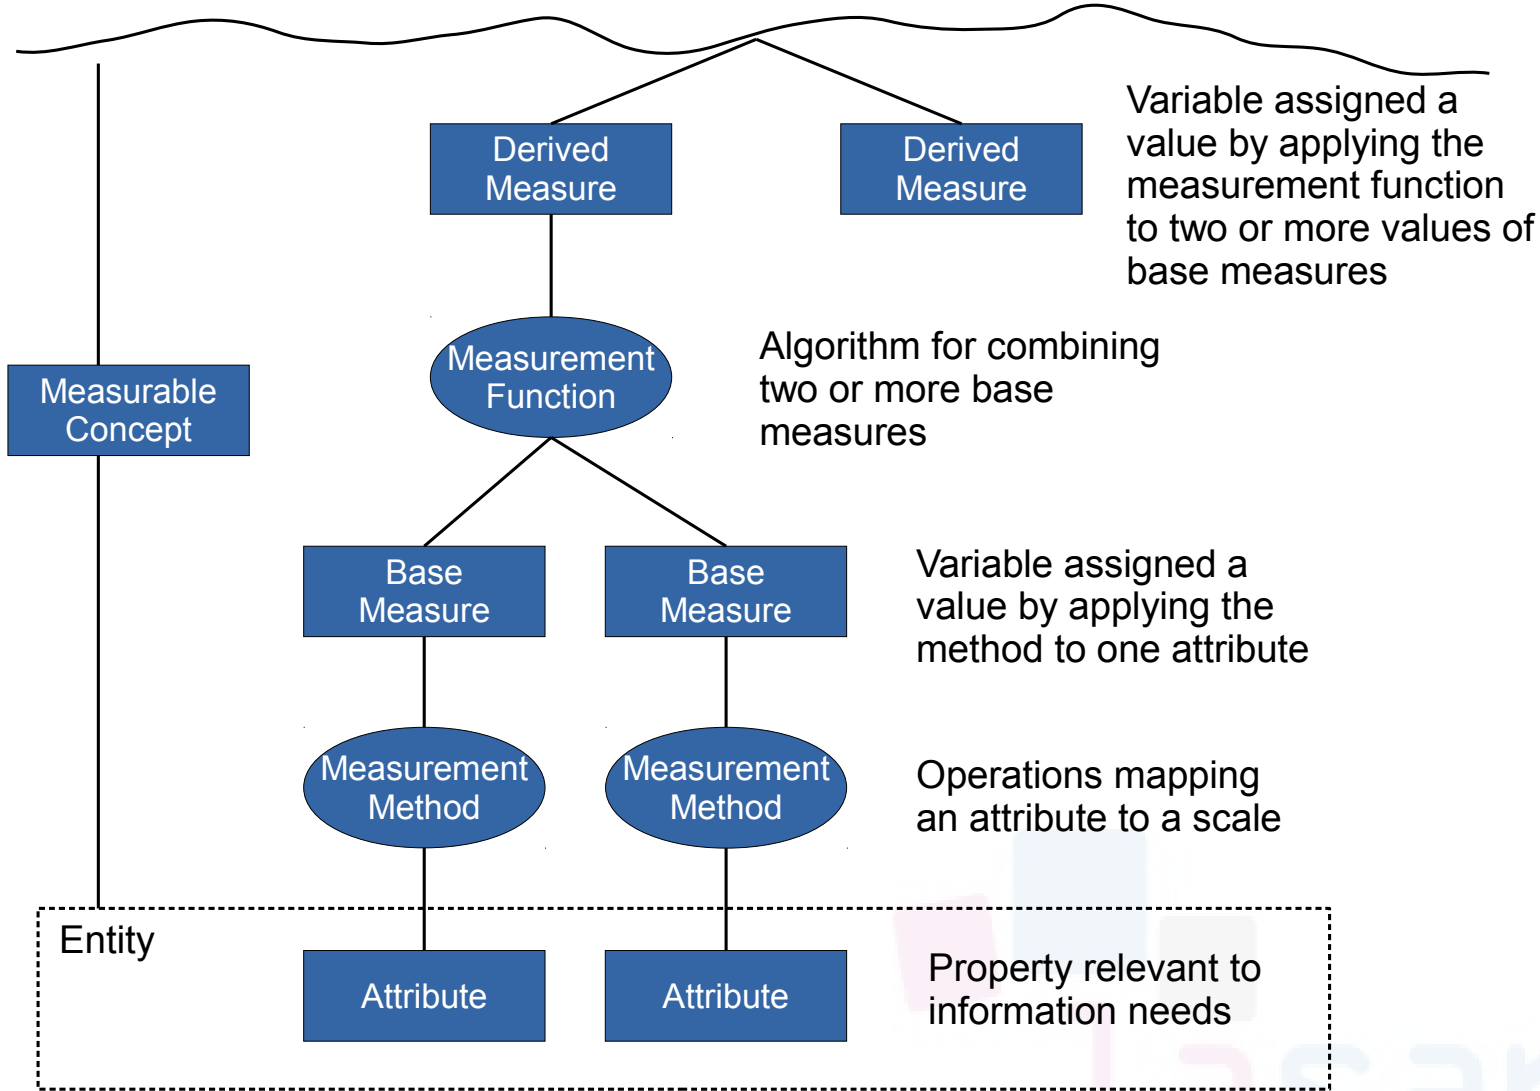 Derived
Measure
Derived
Measure
Variable assigned a
value by applying the
measurement function
to two or more values of
base measures
Measurable
Concept
Measurement
Function
Algorithm for combining
two or more base
measures
Base
Measure
Base
Measure
Variable assigned a
value by applying the
method to one attribute
Measurement
Method
Measurement
Method
Operations mapping
an attribute to a scale
Entity
Attribute
Attribute
Property relevant to
information needs